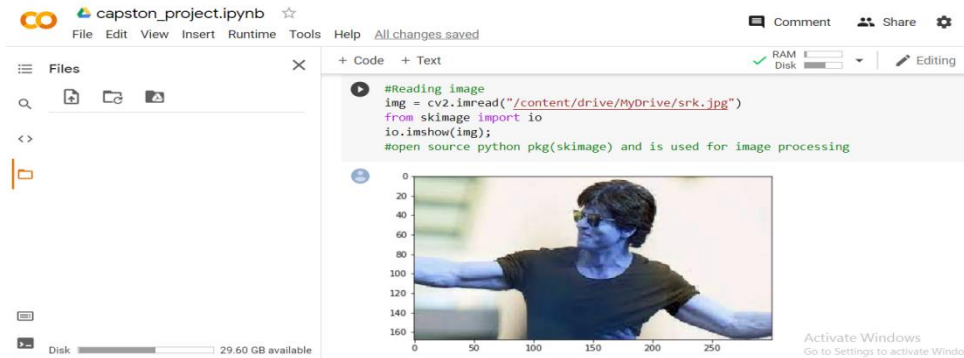 CO capston_project.ipynb
File Edit View Insert Runtime Tools Help All changes saved
Comment Share
Files
+ Code + Text
RAM
Disk
Editing
#Reading image
img = cv2.imread("/content/drive/MyDrive/srk.jpg")
from skimage import io
io.imshow(img);
#open source python pkg(skimage) and is used for image processing
0
20
40
60
80
100
120
140
160
0 50 100 150 200 250
Disk 29.60 GB available
Activate Windows
Go to Settings to activate Windo